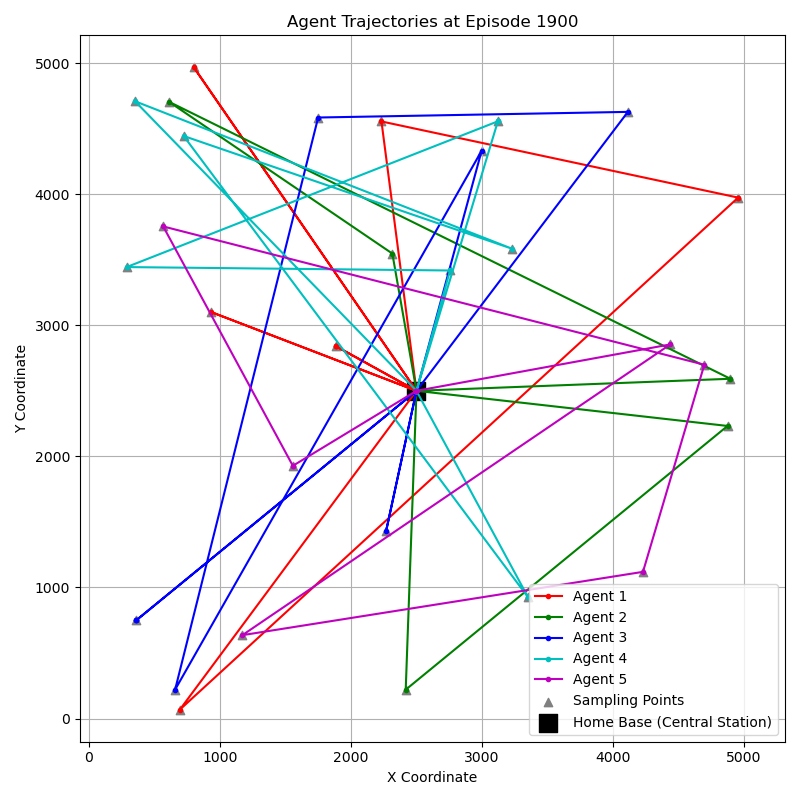 Agent Trajectories at Episode 1900
5000
4000
3000
2000
1000
0
Y Coordinate
0 1000 2000 3000 4000 5000
X Coordinate
Agent 1
Agent 2
Agent 3
Agent 4
Agent 5
Sampling Points
Home Base (Central Station)